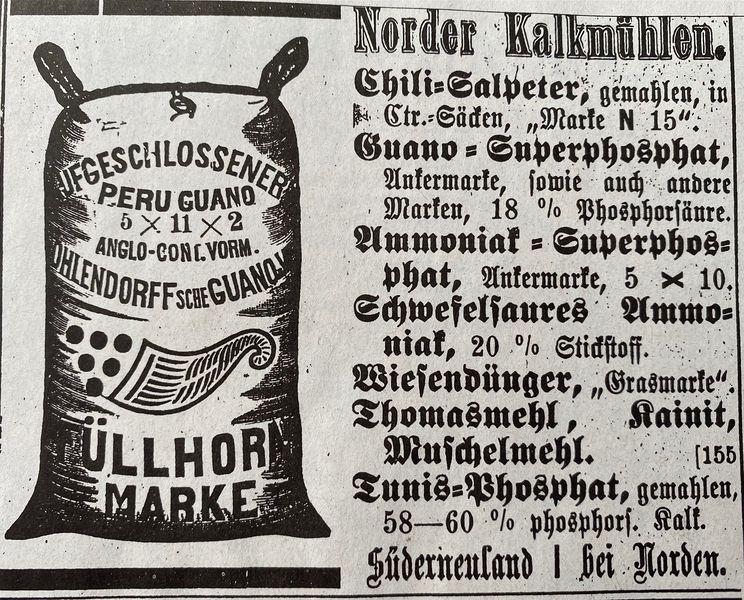 UFGESCHLOSSENER
PERU GUANO
5 × 11 × 2
ANGLO-CONT. VORM.
OHLENDORFFSCHE GUANO
ÜLLHORN
MARKE
Norder Kalkmühlen.
Chili=Salpeter, gemahlen, in
Ctr.=Säcken, „Marke N 15“.
Guano = Superphosphat,
Ankermarke, sowie auch andere
Marken, 18 % Phosphorsäure.
Ammoniak = Superphos=
phat, Ankermarke, 5 × 10.
Schwefelsaures Ammo=
niak, 20 % Stickstoff.
Wiesendünger, „Grasmarke“.
Thomasmehl, Kainit,
Muschelmehl. [155
Tunis=Phosphat, gemahlen,
58—60 % phosphors. Kalk.
Süderneuland I bei Norden.